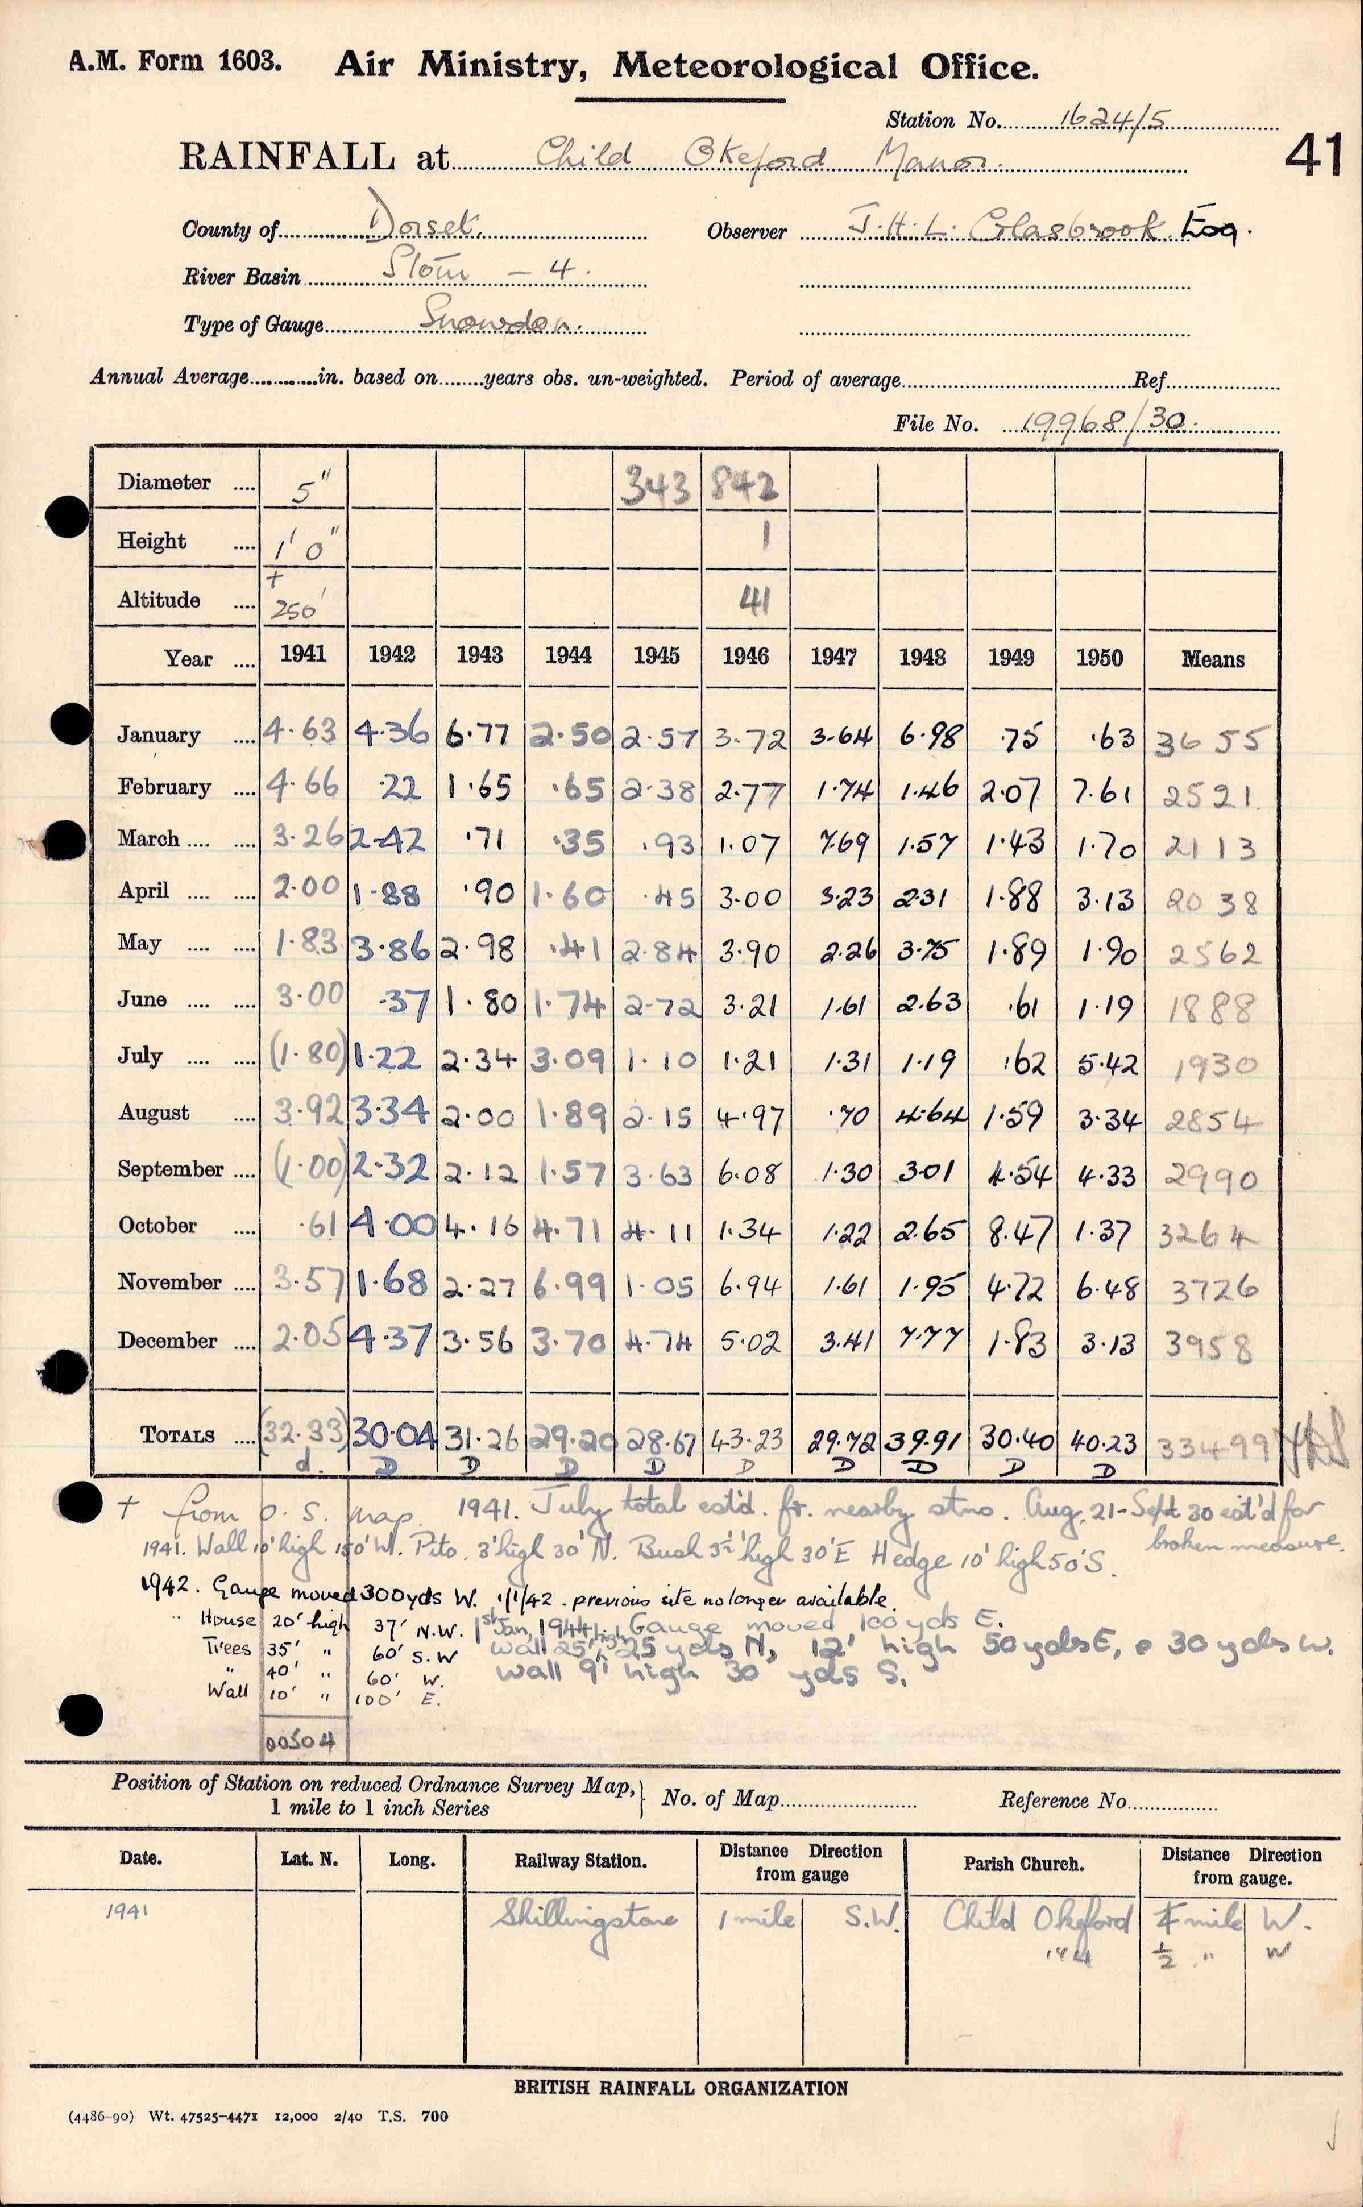 A.M. Form 1603. Air Ministry, Meteorological Office.
Station No. 1624/5
41
RAINFALL at Child Okeford Manor.
County of Dorset. Observer J.H.L. Glasbrook Esq.
River Basin Stour - 4.
Type of Gauge Snowdon.
Annual Average in. based on years obs. un-weighted. Period of average Ref
File No. 19968/30.
Diameter .... 5" 343 842
Height .... 1' 0" 1
Altitude .... + 250' 41
Year .... 1941 1942 1943 1944 1945 1946 1947 1948 1949 1950 Means
January .... 4.63 4.36 6.77 2.50 2.57 3.72 3.64 6.98 .75 .63 3655
February .... 4.66 .22 1.65 .65 2.38 2.77 1.74 1.46 2.07 7.61 2521
March .... .... 3.26 2.42 .71 .35 .93 1.07 7.69 1.57 1.43 1.70 2113
April .... .... 2.00 1.88 .90 1.60 .45 3.00 3.23 2.31 1.88 3.13 2038
May .... .... 1.83 3.86 2.98 .41 2.84 3.90 2.26 3.75 1.89 1.90 2562
June .... .... 3.00 .37 1.80 1.74 2.72 3.21 1.61 2.63 .61 1.19 1888
July .... .... (1.80) 1.22 2.34 3.09 1.10 1.21 1.31 1.19 .62 5.42 1930
August .... 3.92 3.34 2.00 1.89 2.15 4.97 .70 4.64 1.59 3.34 2854
September .... (1.00) 2.32 2.12 1.57 3.63 6.08 1.30 3.01 4.54 4.33 2990
October .... .61 4.00 4.16 4.71 4.11 1.34 1.22 2.65 8.47 1.37 3264
November .... 3.57 1.68 2.27 6.99 1.05 6.94 1.61 1.95 4.72 6.48 3726
December .... 2.05 4.37 3.56 3.70 4.74 5.02 3.41 7.77 1.83 3.13 3958
TOTALS .... (32.33) 30.04 31.26 29.20 28.67 43.23 29.72 39.91 30.40 40.23 33499
d. D D D D D D D D D
+ from O.S. map. 1941. July total est'd. fr. nearby stns. Aug. 21-Sept 30 est'd for
broken measure.
1941. Wall 10' high 150' W. Pito. 3' high 30' N. Bush 3½' high 30' E Hedge 10' high 50' S.
1942. Gauge moved 300 yds W. 1/1/42. previous site no longer available.
" House 20' high 37' N.W. 1st Jan, 1944 Gauge moved 100 yds E.
Trees 35' " 60' S.W wall 25' high 25 yds N, 12' high 50 yds E, & 30 yds W.
" 40' " 60' W. wall 9' high 30 yds S.
Wall 10' " 100' E.
00504
Position of Station on reduced Ordnance Survey Map,
1 mile to 1 inch Series } No. of Map Reference No.
Date. Lat. N. Long. Railway Station. Distance Direction from gauge Parish Church. Distance Direction from gauge.
1941 Shillingstone 1 mile S.W. Child Okeford ¼ mile W.
1944 ½ " W
BRITISH RAINFALL ORGANIZATION
(4486-90) Wt. 47525-4471 12,000 2/40 T.S. 700